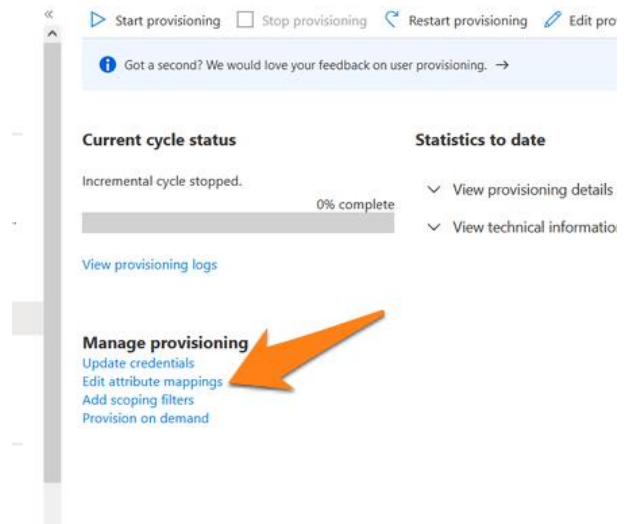 Start provisioning Stop provisioning Restart provisioning Edit pro
Got a second? We would love your feedback on user provisioning. →
Current cycle status
Statistics to date
Incremental cycle stopped.
0% complete
View provisioning details
View technical information
View provisioning logs
Manage provisioning
Update credentials
Edit attribute mappings
Add scoping filters
Provision on demand